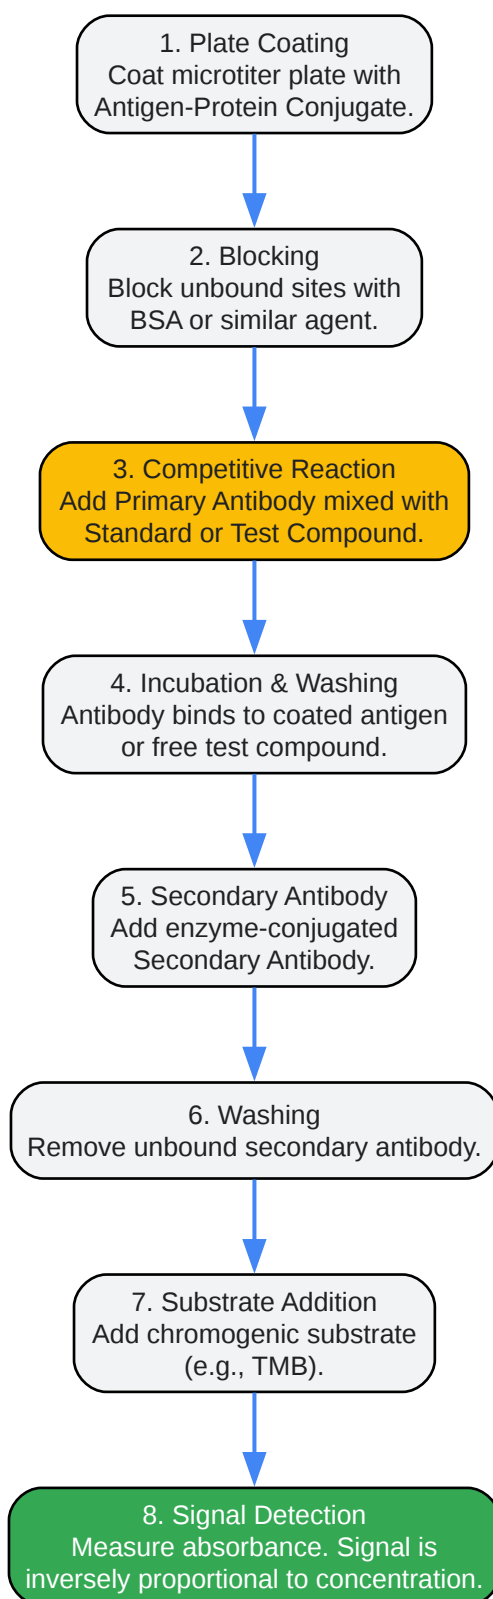 1. Plate Coating
Coat microtiter plate with
Antigen-Protein Conjugate.
2. Blocking
Block unbound sites with
BSA or similar agent.
3. Competitive Reaction
Add Primary Antibody mixed with
Standard or Test Compound.
4. Incubation & Washing
Antibody binds to coated antigen
or free test compound.
5. Secondary Antibody
Add enzyme-conjugated
Secondary Antibody.
6. Washing
Remove unbound secondary antibody.
7. Substrate Addition
Add chromogenic substrate
(e.g., TMB).
8. Signal Detection
Measure absorbance. Signal is
inversely proportional to concentration.